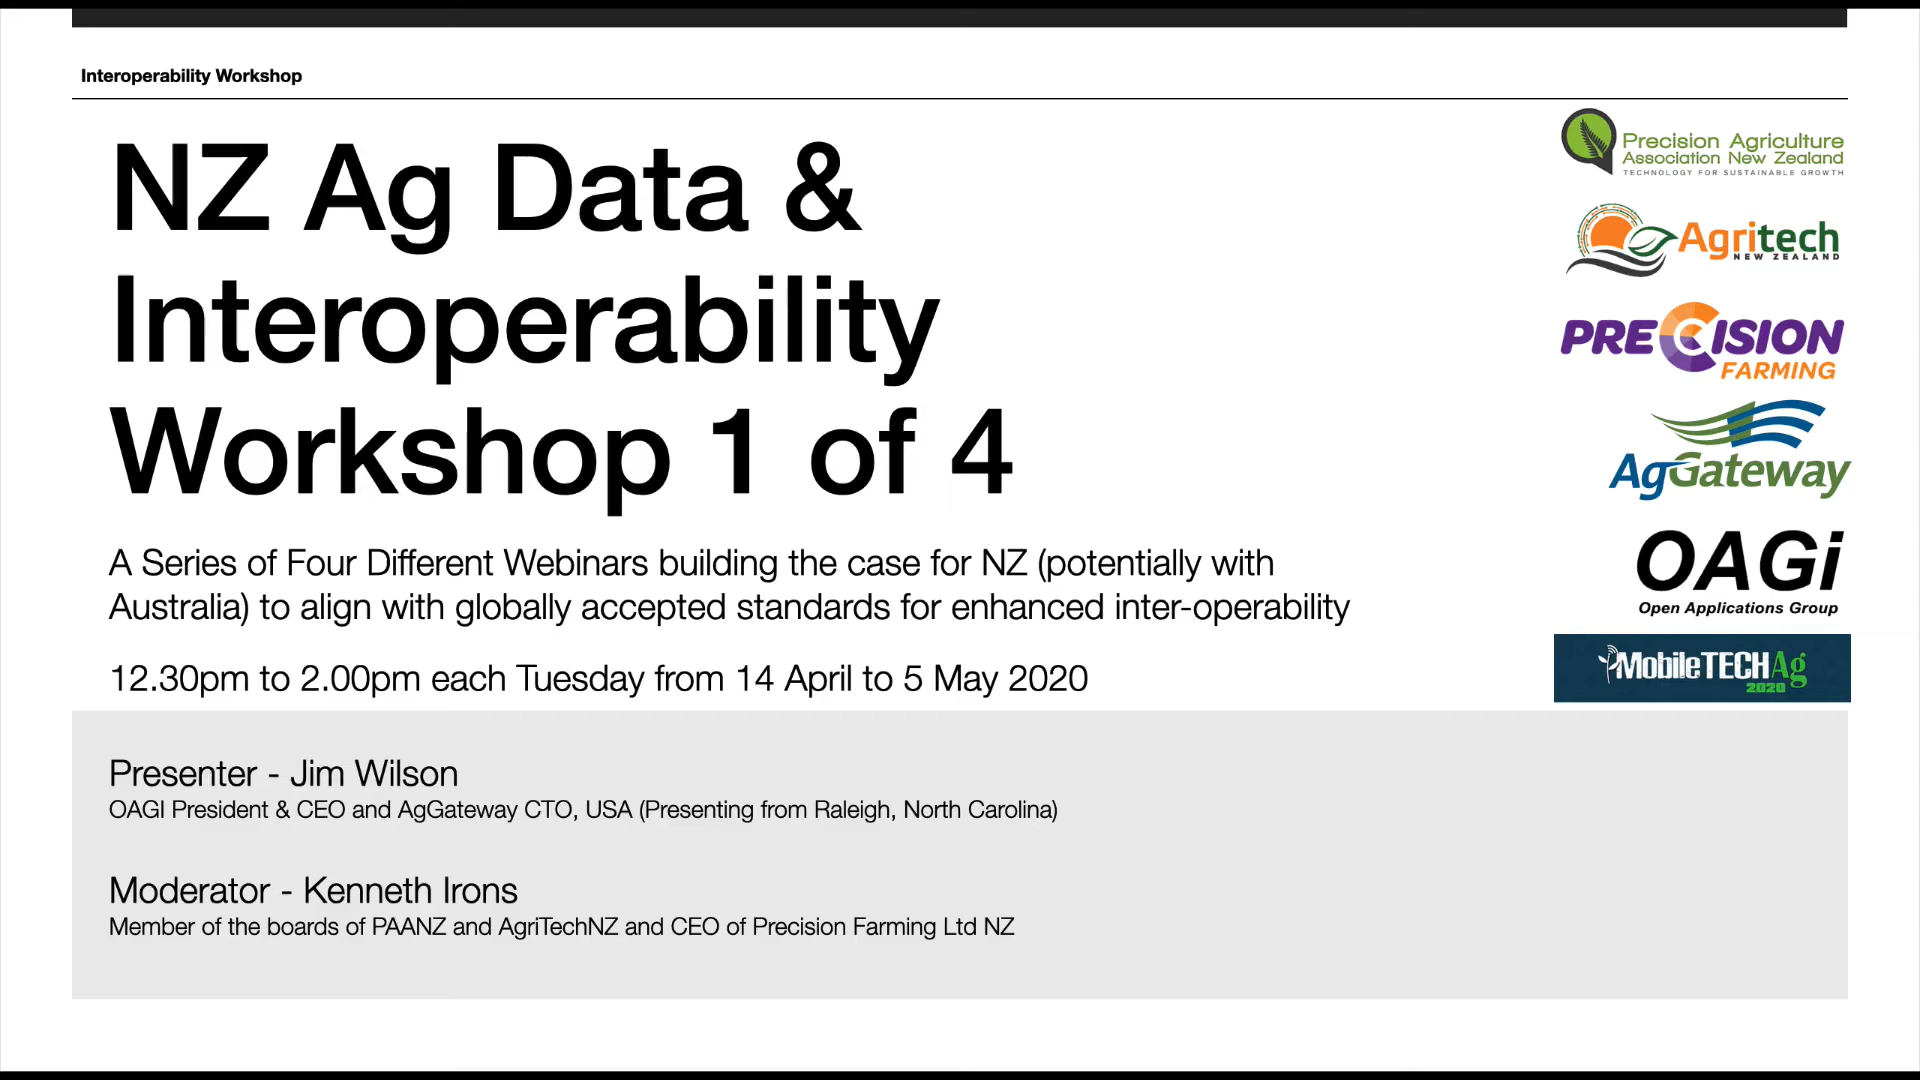 Interoperability Workshop
NZ Ag Data &
Interoperability
Workshop 1 of 4
A Series of Four Different Webinars building the case for NZ (potentially with
Australia) to align with globally accepted standards for enhanced inter-operability
12.30pm to 2.00pm each Tuesday from 14 April to 5 May 2020
Precision Agriculture
Association New Zealand
TECHNOLOGY FOR SUSTAINABLE GROWTH
Agritech
NEW ZEALAND
PRECISION
FARMING
AgGateway
OAGi
Open Applications Group
MobileTECHAg
2020
Presenter - Jim Wilson
OAGI President & CEO and AgGateway CTO, USA (Presenting from Raleigh, North Carolina)
Moderator - Kenneth Irons
Member of the boards of PAANZ and AgriTechNZ and CEO of Precision Farming Ltd NZ